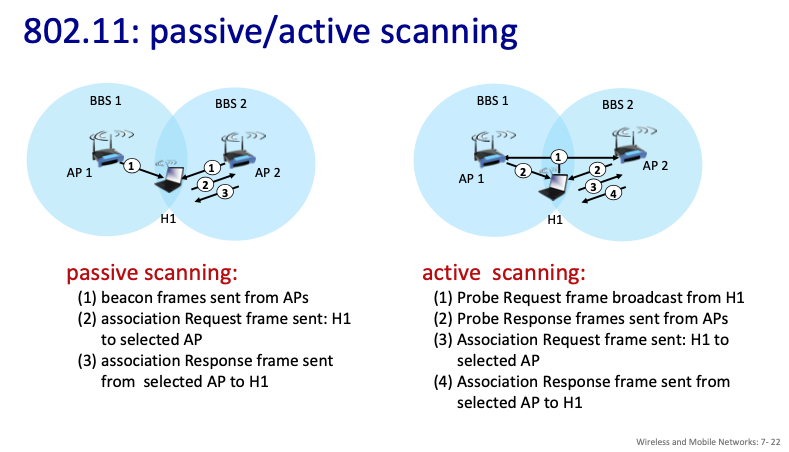 802.11: passive/active scanning
BBS 1
BBS 2
AP 1
1
1
AP 2
2
3
H1
BBS 1
BBS 2
AP 1
1
AP 2
2
2
3
4
H1
passive scanning:
(1) beacon frames sent from APs
(2) association Request frame sent: H1
to selected AP
(3) association Response frame sent
from selected AP to H1
active scanning:
(1) Probe Request frame broadcast from H1
(2) Probe Response frames sent from APs
(3) Association Request frame sent: H1 to
selected AP
(4) Association Response frame sent from
selected AP to H1
Wireless and Mobile Networks: 7- 22